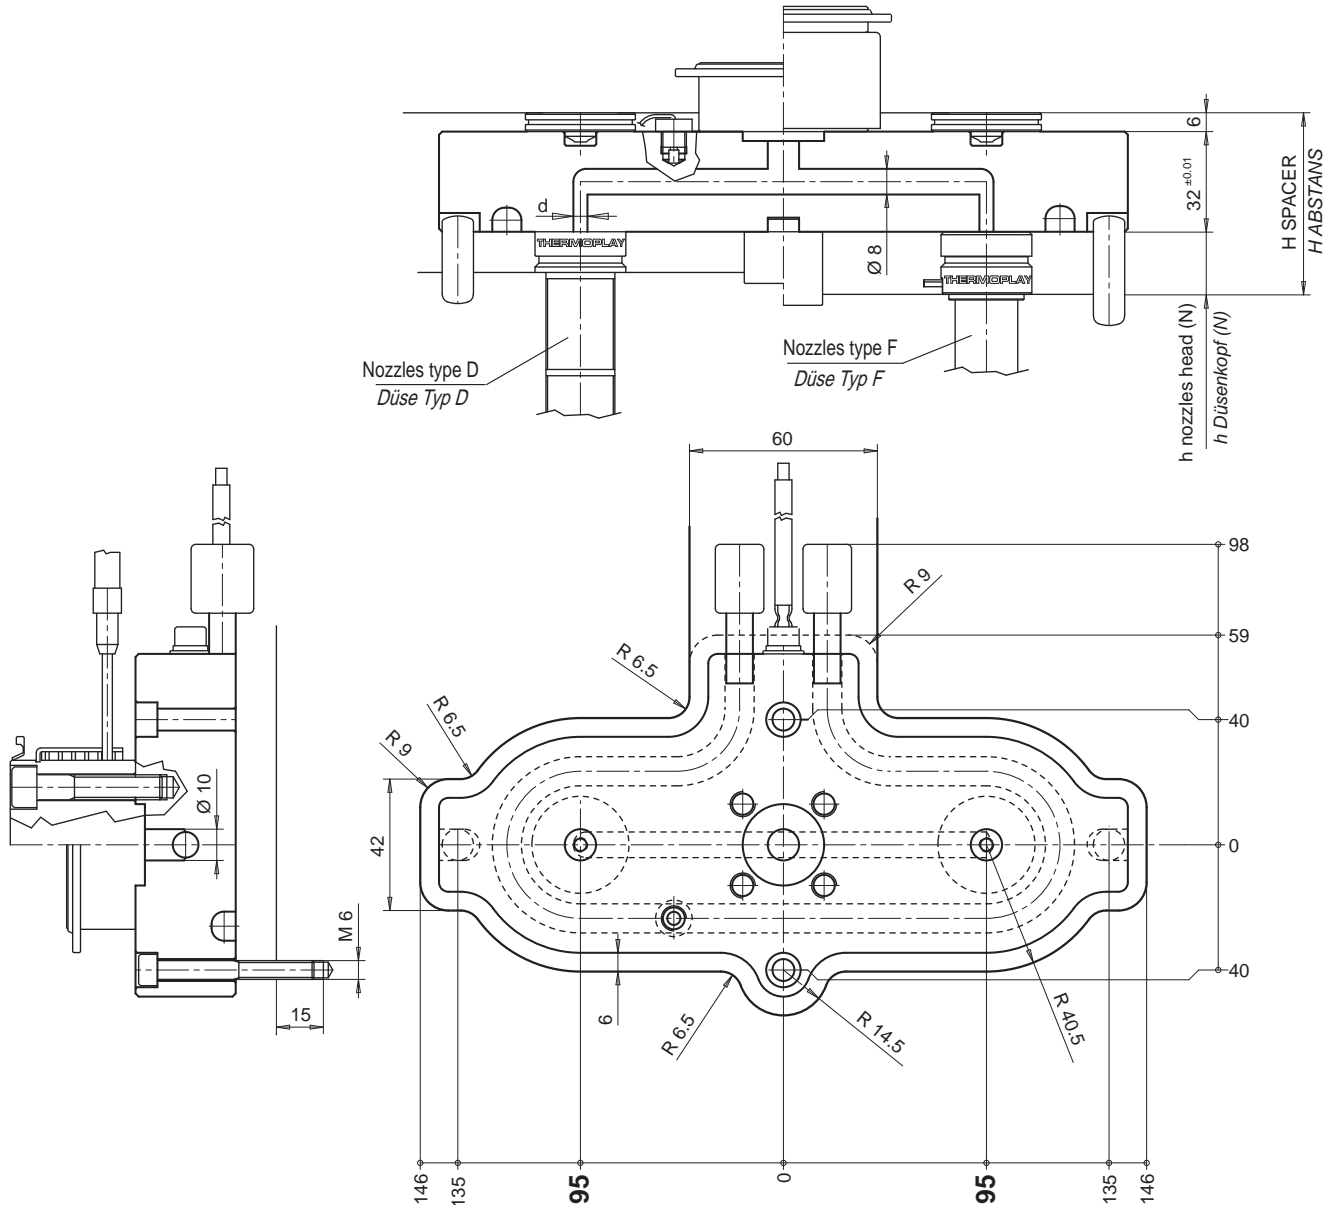 6
32 ±0.01
H SPACER
H ABSTANS
d
Ø 8
THERMOPLAY
THERMOPLAY
Nozzles type D
Düse Typ D
Nozzles type F
Düse Typ F
h nozzles head (N)
h Düsenkopf (N)
60
98
R 9
59
R 6.5
40
R 6.5
R 9
Ø 10
42
0
M 6
40
15
6
R 6.5
R 14.5
R 40.5
146
135
95
0
95
135
146